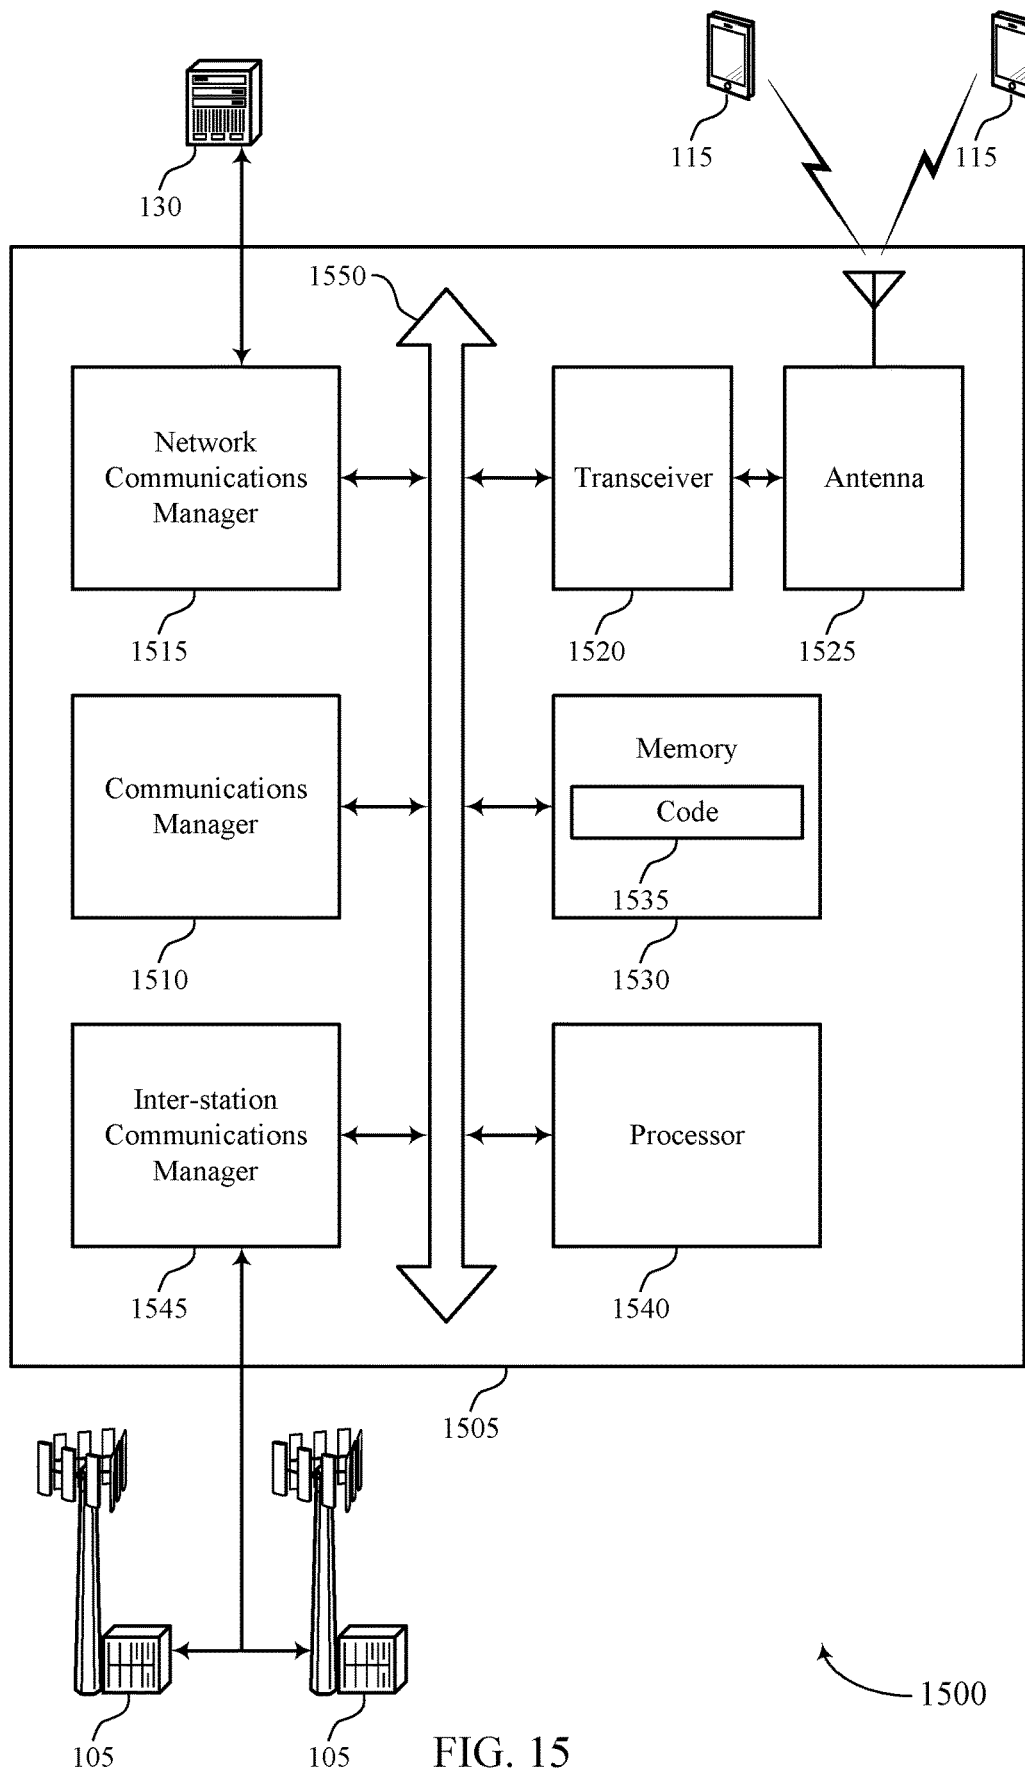 115
115
130
1550
Network
Communications
Manager
Transceiver
Antenna
1515
1520
1525
Communications
Manager
Memory
Code
1535
1510
1530
Inter-station
Communications
Manager
Processor
1545
1540
1505
1500
105
105
FIG. 15